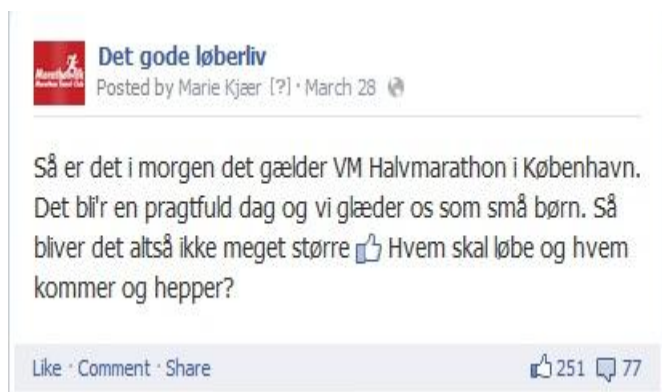 Det gode løberliv
Posted by Marie Kjær [?] · March 28
Så er det i morgen det gælder VM Halvmarathon i København.
Det bli'r en pragtfuld dag og vi glæder os som små børn. Så
bliver det altså ikke meget større Hvem skal løbe og hvem
kommer og hepper?
Like · Comment · Share 251 77